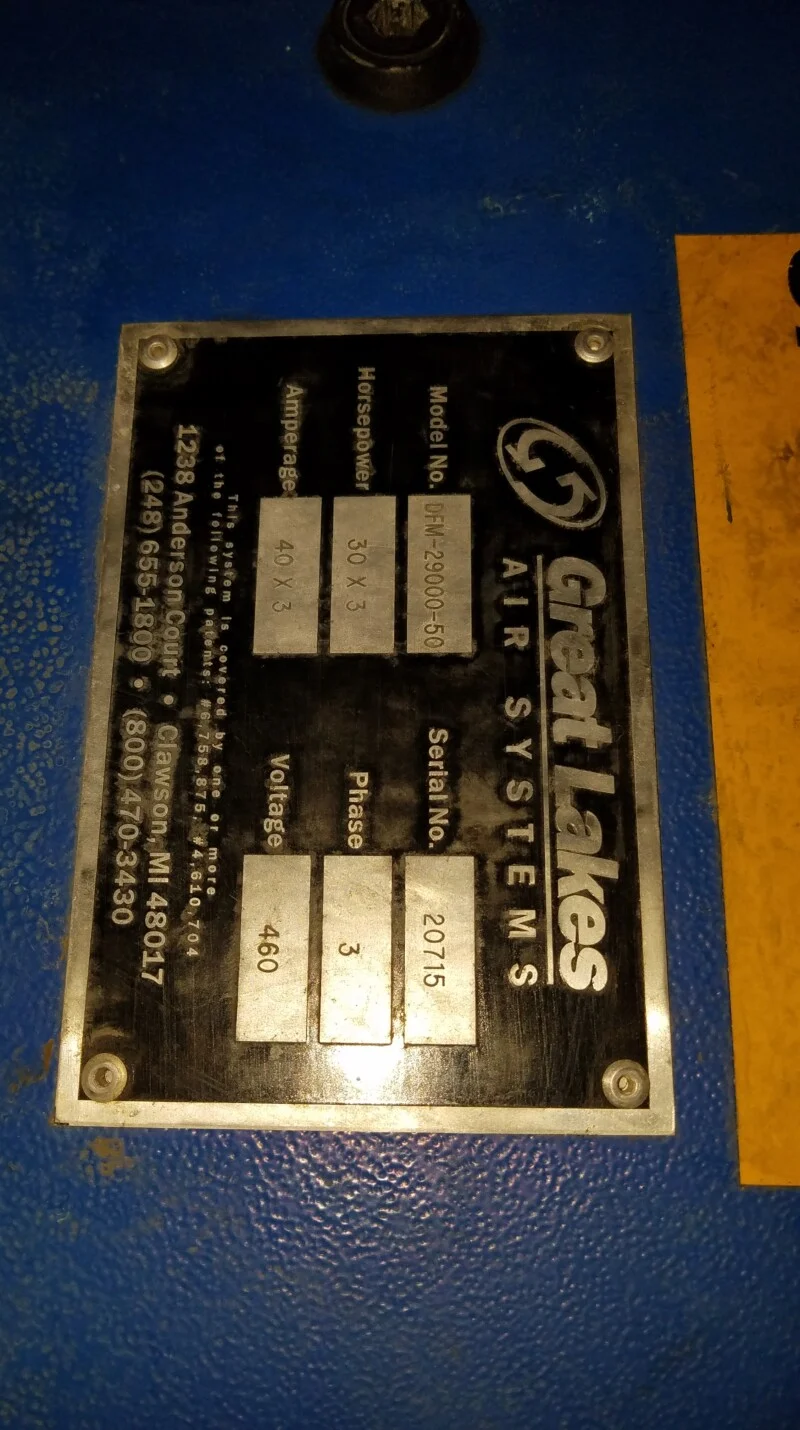 Great Lakes
AIR SYSTEMS
Model No. DFM-29000-50 Serial No. 20715
Horsepower 30 X 3 Phase 3
Amperage 40 X 3 Voltage 460
This system is covered by one or more
of the following patents: #6,758,875; #4,610,704
1238 Anderson Court • Clawson, MI 48017
(248) 655-1800 • (800) 470-3430